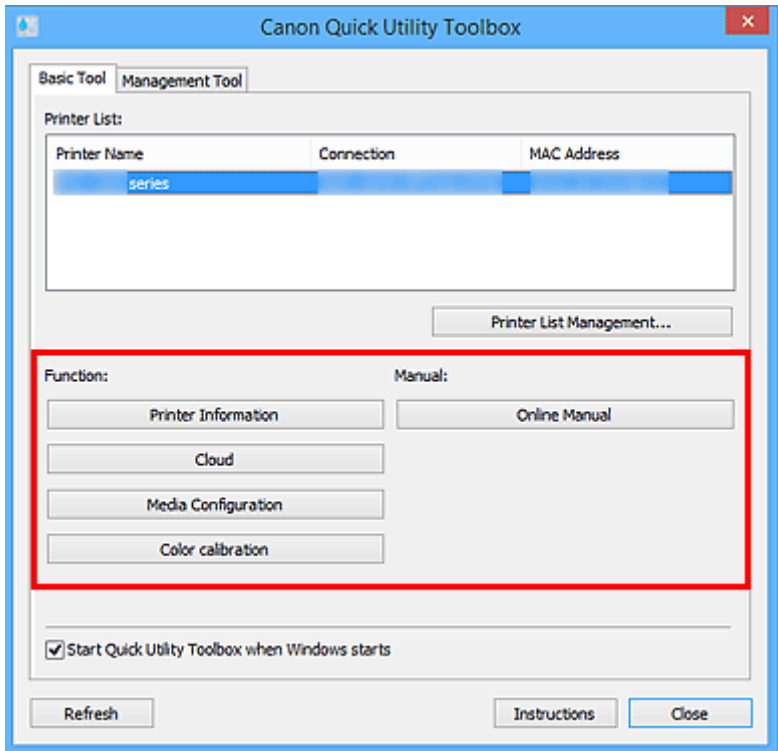 Canon Quick Utility Toolbox
Basic Tool Management Tool
Printer List:
Printer Name Connection MAC Address
series
Printer List Management...
Function: Manual:
Printer Information Online Manual
Cloud
Media Configuration
Color calibration
Start Quick Utility Toolbox when Windows starts
Refresh Instructions Close